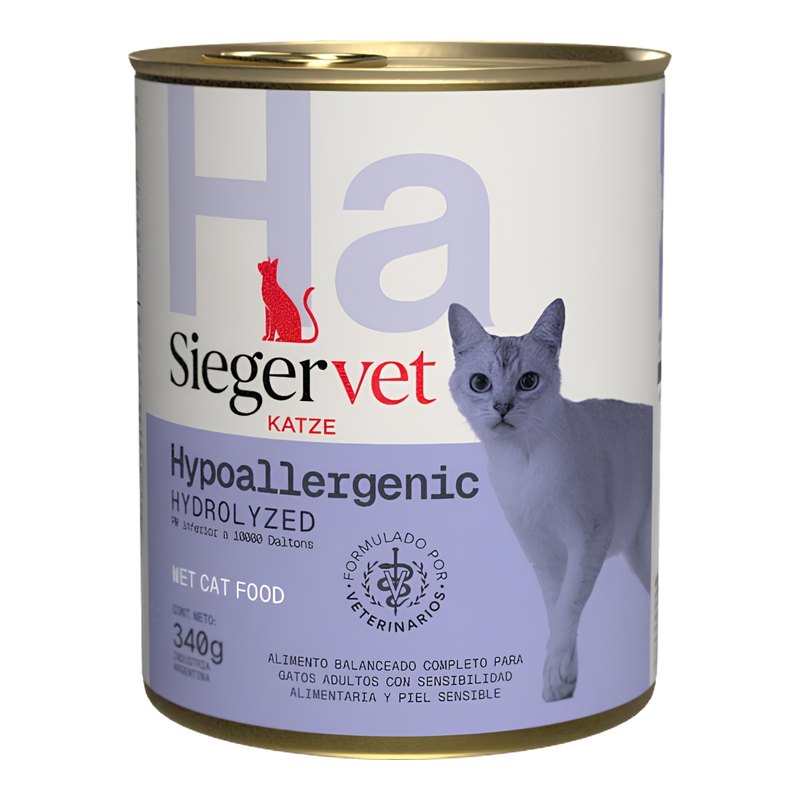 Ha
Siegervet
KATZE
Hypoallergenic
HYDROLYZED
PM inferior a 10000 Daltons
WET CAT FOOD
FORMULADO POR
VETERINARIOS
CONT. NETO:
340g
INDUSTRIA
ARGENTINA
ALIMENTO BALANCEADO COMPLETO PARA
GATOS ADULTOS CON SENSIBILIDAD
ALIMENTARIA Y PIEL SENSIBLE